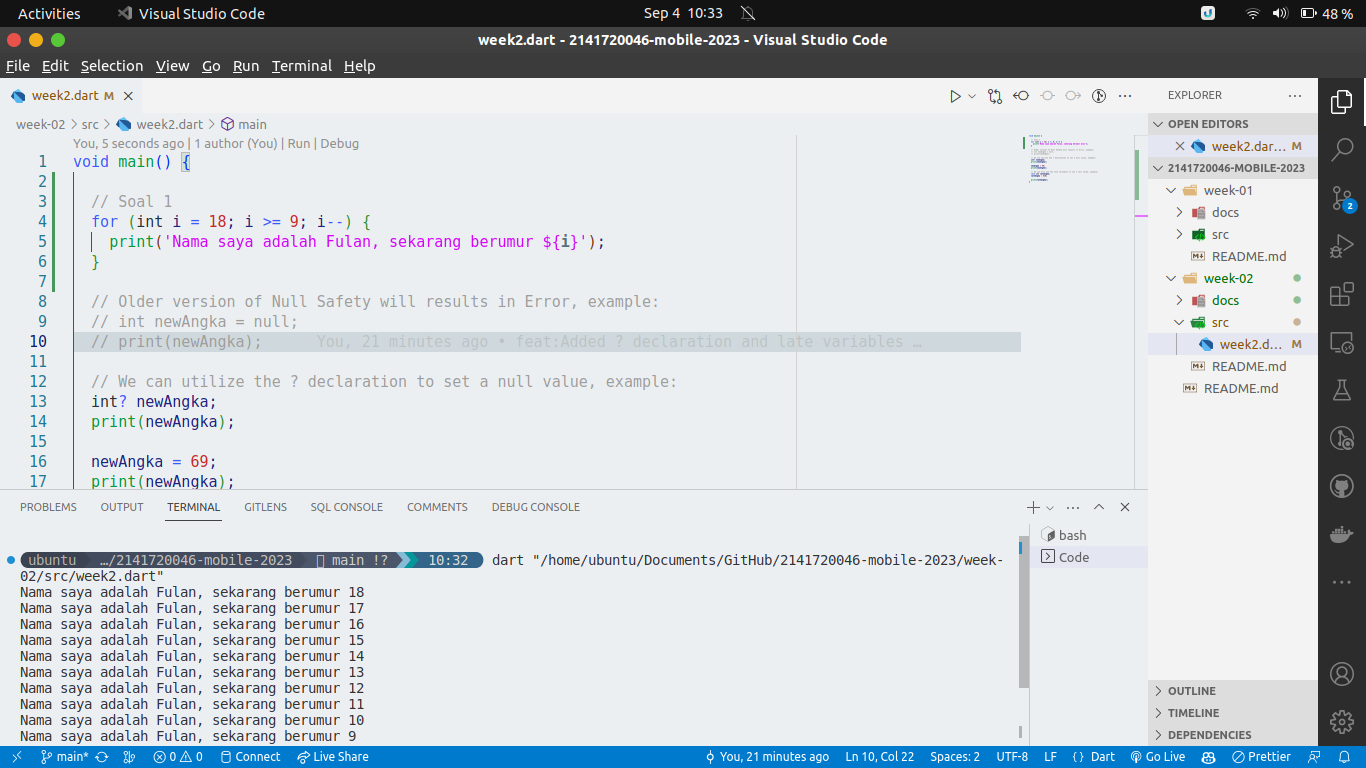 Activities Visual Studio Code Sep 4 10:33 48 %
week2.dart - 2141720046-mobile-2023 - Visual Studio Code
File Edit Selection View Go Run Terminal Help
week2.dart M
week-02 > src > week2.dart > main
You, 5 seconds ago | 1 author (You) | Run | Debug
1 void main() {
2
3 // Soal 1
4 for (int i = 18; i >= 9; i--) {
5 print('Nama saya adalah Fulan, sekarang berumur ${i}');
6 }
7
8 // Older version of Null Safety will results in Error, example:
9 // int newAngka = null;
10 // print(newAngka); You, 21 minutes ago • feat:Added ? declaration and late variables …
11
12 // We can utilize the ? declaration to set a null value, example:
13 int? newAngka;
14 print(newAngka);
15
16 newAngka = 69;
17 print(newAngka);
EXPLORER
OPEN EDITORS
week2.dar... M
2141720046-MOBILE-2023
week-01
docs
src
README.md
week-02
docs
src
week2.d... M
README.md
README.md
OUTLINE
TIMELINE
DEPENDENCIES
2
PROBLEMS OUTPUT TERMINAL GITLENS SQL CONSOLE COMMENTS DEBUG CONSOLE
bash
Code
ubuntu …/2141720046-mobile-2023 main !? 10:32 dart "/home/ubuntu/Documents/GitHub/2141720046-mobile-2023/week-
02/src/week2.dart"
Nama saya adalah Fulan, sekarang berumur 18
Nama saya adalah Fulan, sekarang berumur 17
Nama saya adalah Fulan, sekarang berumur 16
Nama saya adalah Fulan, sekarang berumur 15
Nama saya adalah Fulan, sekarang berumur 14
Nama saya adalah Fulan, sekarang berumur 13
Nama saya adalah Fulan, sekarang berumur 12
Nama saya adalah Fulan, sekarang berumur 11
Nama saya adalah Fulan, sekarang berumur 10
Nama saya adalah Fulan, sekarang berumur 9
main* 0 0 Connect Live Share You, 21 minutes ago Ln 10, Col 22 Spaces: 2 UTF-8 LF { } Dart Go Live Prettier